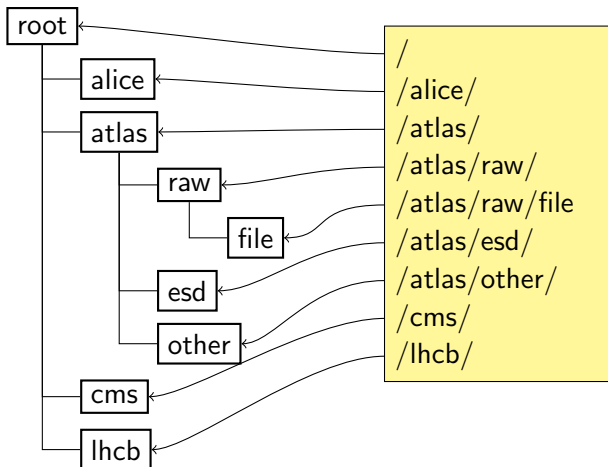 root
alice
atlas
raw
file
esd
other
cms
lhcb
/
/alice/
/atlas/
/atlas/raw/
/atlas/raw/file
/atlas/esd/
/atlas/other/
/cms/
/lhcb/